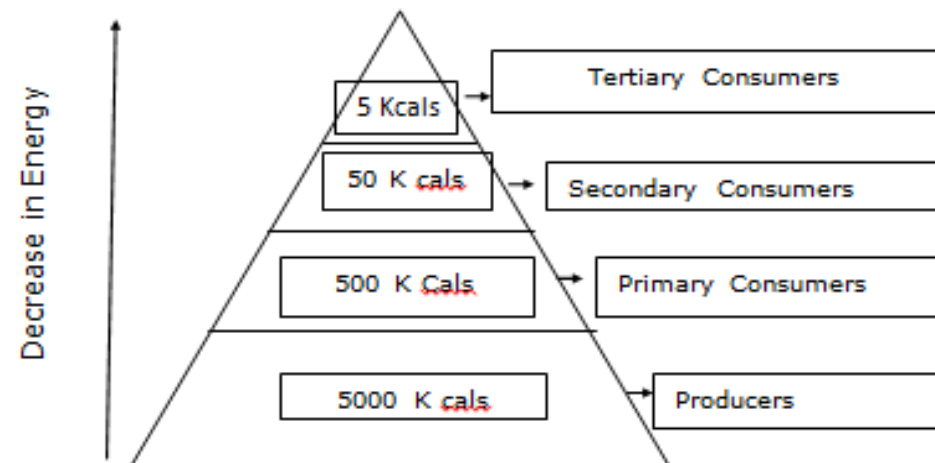 Tertiary Consumers
5 Kcals
50 K cals
Secondary Consumers
500 K Cals
Primary Consumers
5000 K cals
Producers
Decrease in Energy